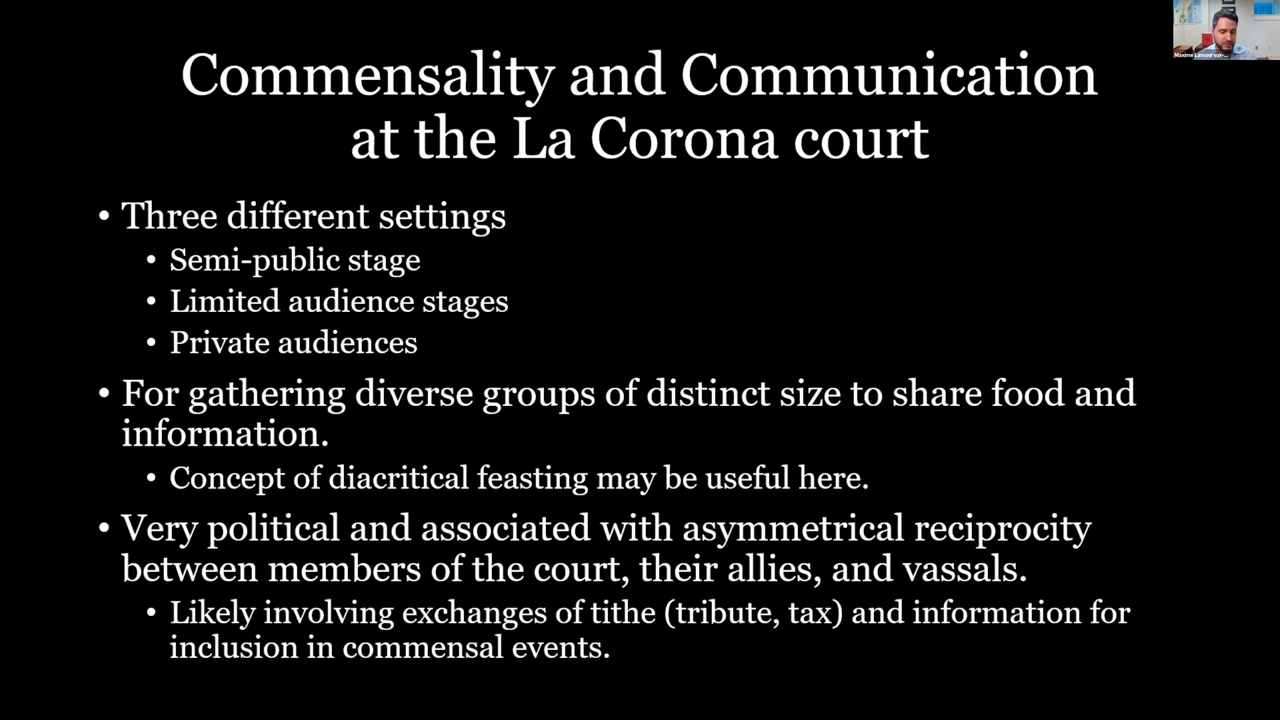 Commensality and Communication
at the La Corona court
• Three different settings
• Semi-public stage
• Limited audience stages
• Private audiences
• For gathering diverse groups of distinct size to share food and
information.
• Concept of diacritical feasting may be useful here.
• Very political and associated with asymmetrical reciprocity
between members of the court, their allies, and vassals.
• Likely involving exchanges of tithe (tribute, tax) and information for
inclusion in commensal events.
Maxime Lamoureux-...